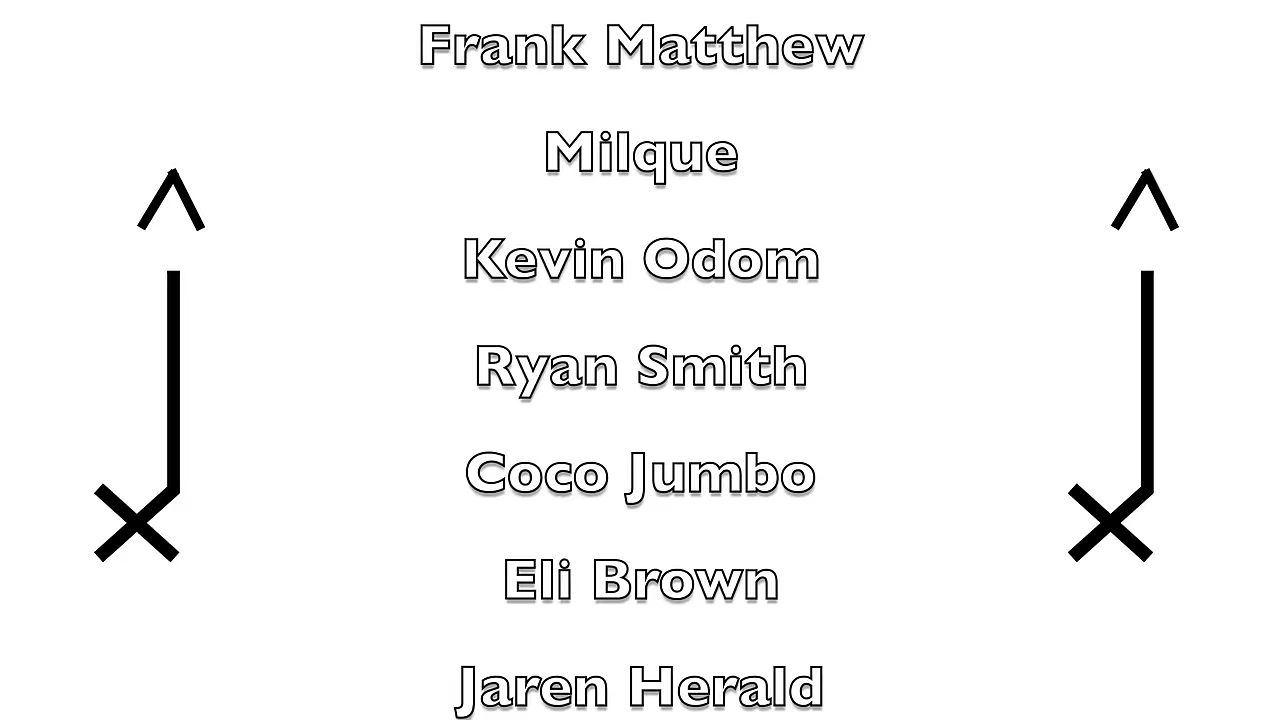 Frank Matthew
Milque
Kevin Odom
Ryan Smith
Coco Jumbo
Eli Brown
Jaren Herald